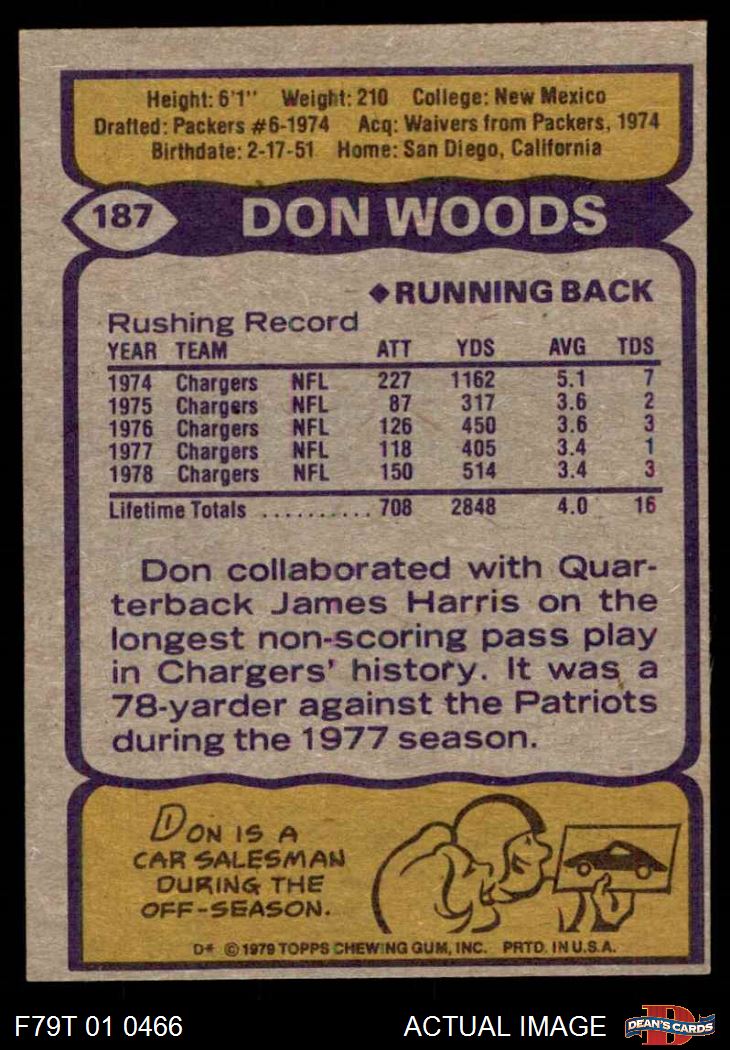 Height: 6'1" Weight: 210 College: New Mexico
Drafted: Packers #6-1974 Acq: Waivers from Packers, 1974
Birthdate: 2-17-51 Home: San Diego, California
187 DON WOODS
◆RUNNING BACK
Rushing Record
YEAR TEAM ATT YDS AVG TDS
1974 Chargers NFL 227 1162 5.1 7
1975 Chargers NFL 87 317 3.6 2
1976 Chargers NFL 126 450 3.6 3
1977 Chargers NFL 118 405 3.4 1
1978 Chargers NFL 150 514 3.4 3
Lifetime Totals .......... 708 2848 4.0 16
Don collaborated with Quar-
terback James Harris on the
longest non-scoring pass play
in Chargers' history. It was a
78-yarder against the Patriots
during the 1977 season.
DON IS A
CAR SALESMAN
DURING THE
OFF-SEASON.
D* © 1979 TOPPS CHEWING GUM, INC. PRTD. IN U.S.A.
F79T 01 0466 ACTUAL IMAGE D DEAN'S CARDS